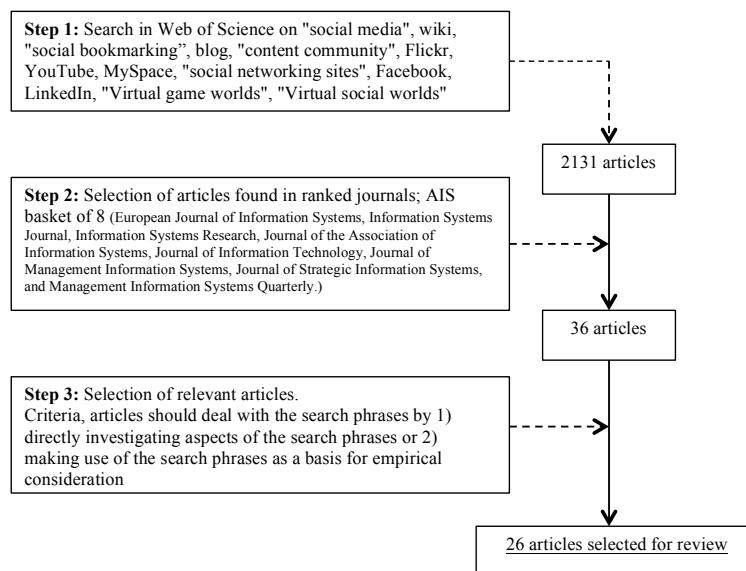 Step 1: Search in Web of Science on "social media", wiki,
"social bookmarking”, blog, "content community", Flickr,
YouTube, MySpace, "social networking sites", Facebook,
LinkedIn, "Virtual game worlds", "Virtual social worlds"
2131 articles
Step 2: Selection of articles found in ranked journals; AIS
basket of 8 (European Journal of Information Systems, Information Systems
Journal, Information Systems Research, Journal of the Association of
Information Systems, Journal of Information Technology, Journal of
Management Information Systems, Journal of Strategic Information Systems,
and Management Information Systems Quarterly.)
36 articles
Step 3: Selection of relevant articles.
Criteria, articles should deal with the search phrases by 1)
directly investigating aspects of the search phrases or 2)
making use of the search phrases as a basis for empirical
consideration
26 articles selected for review